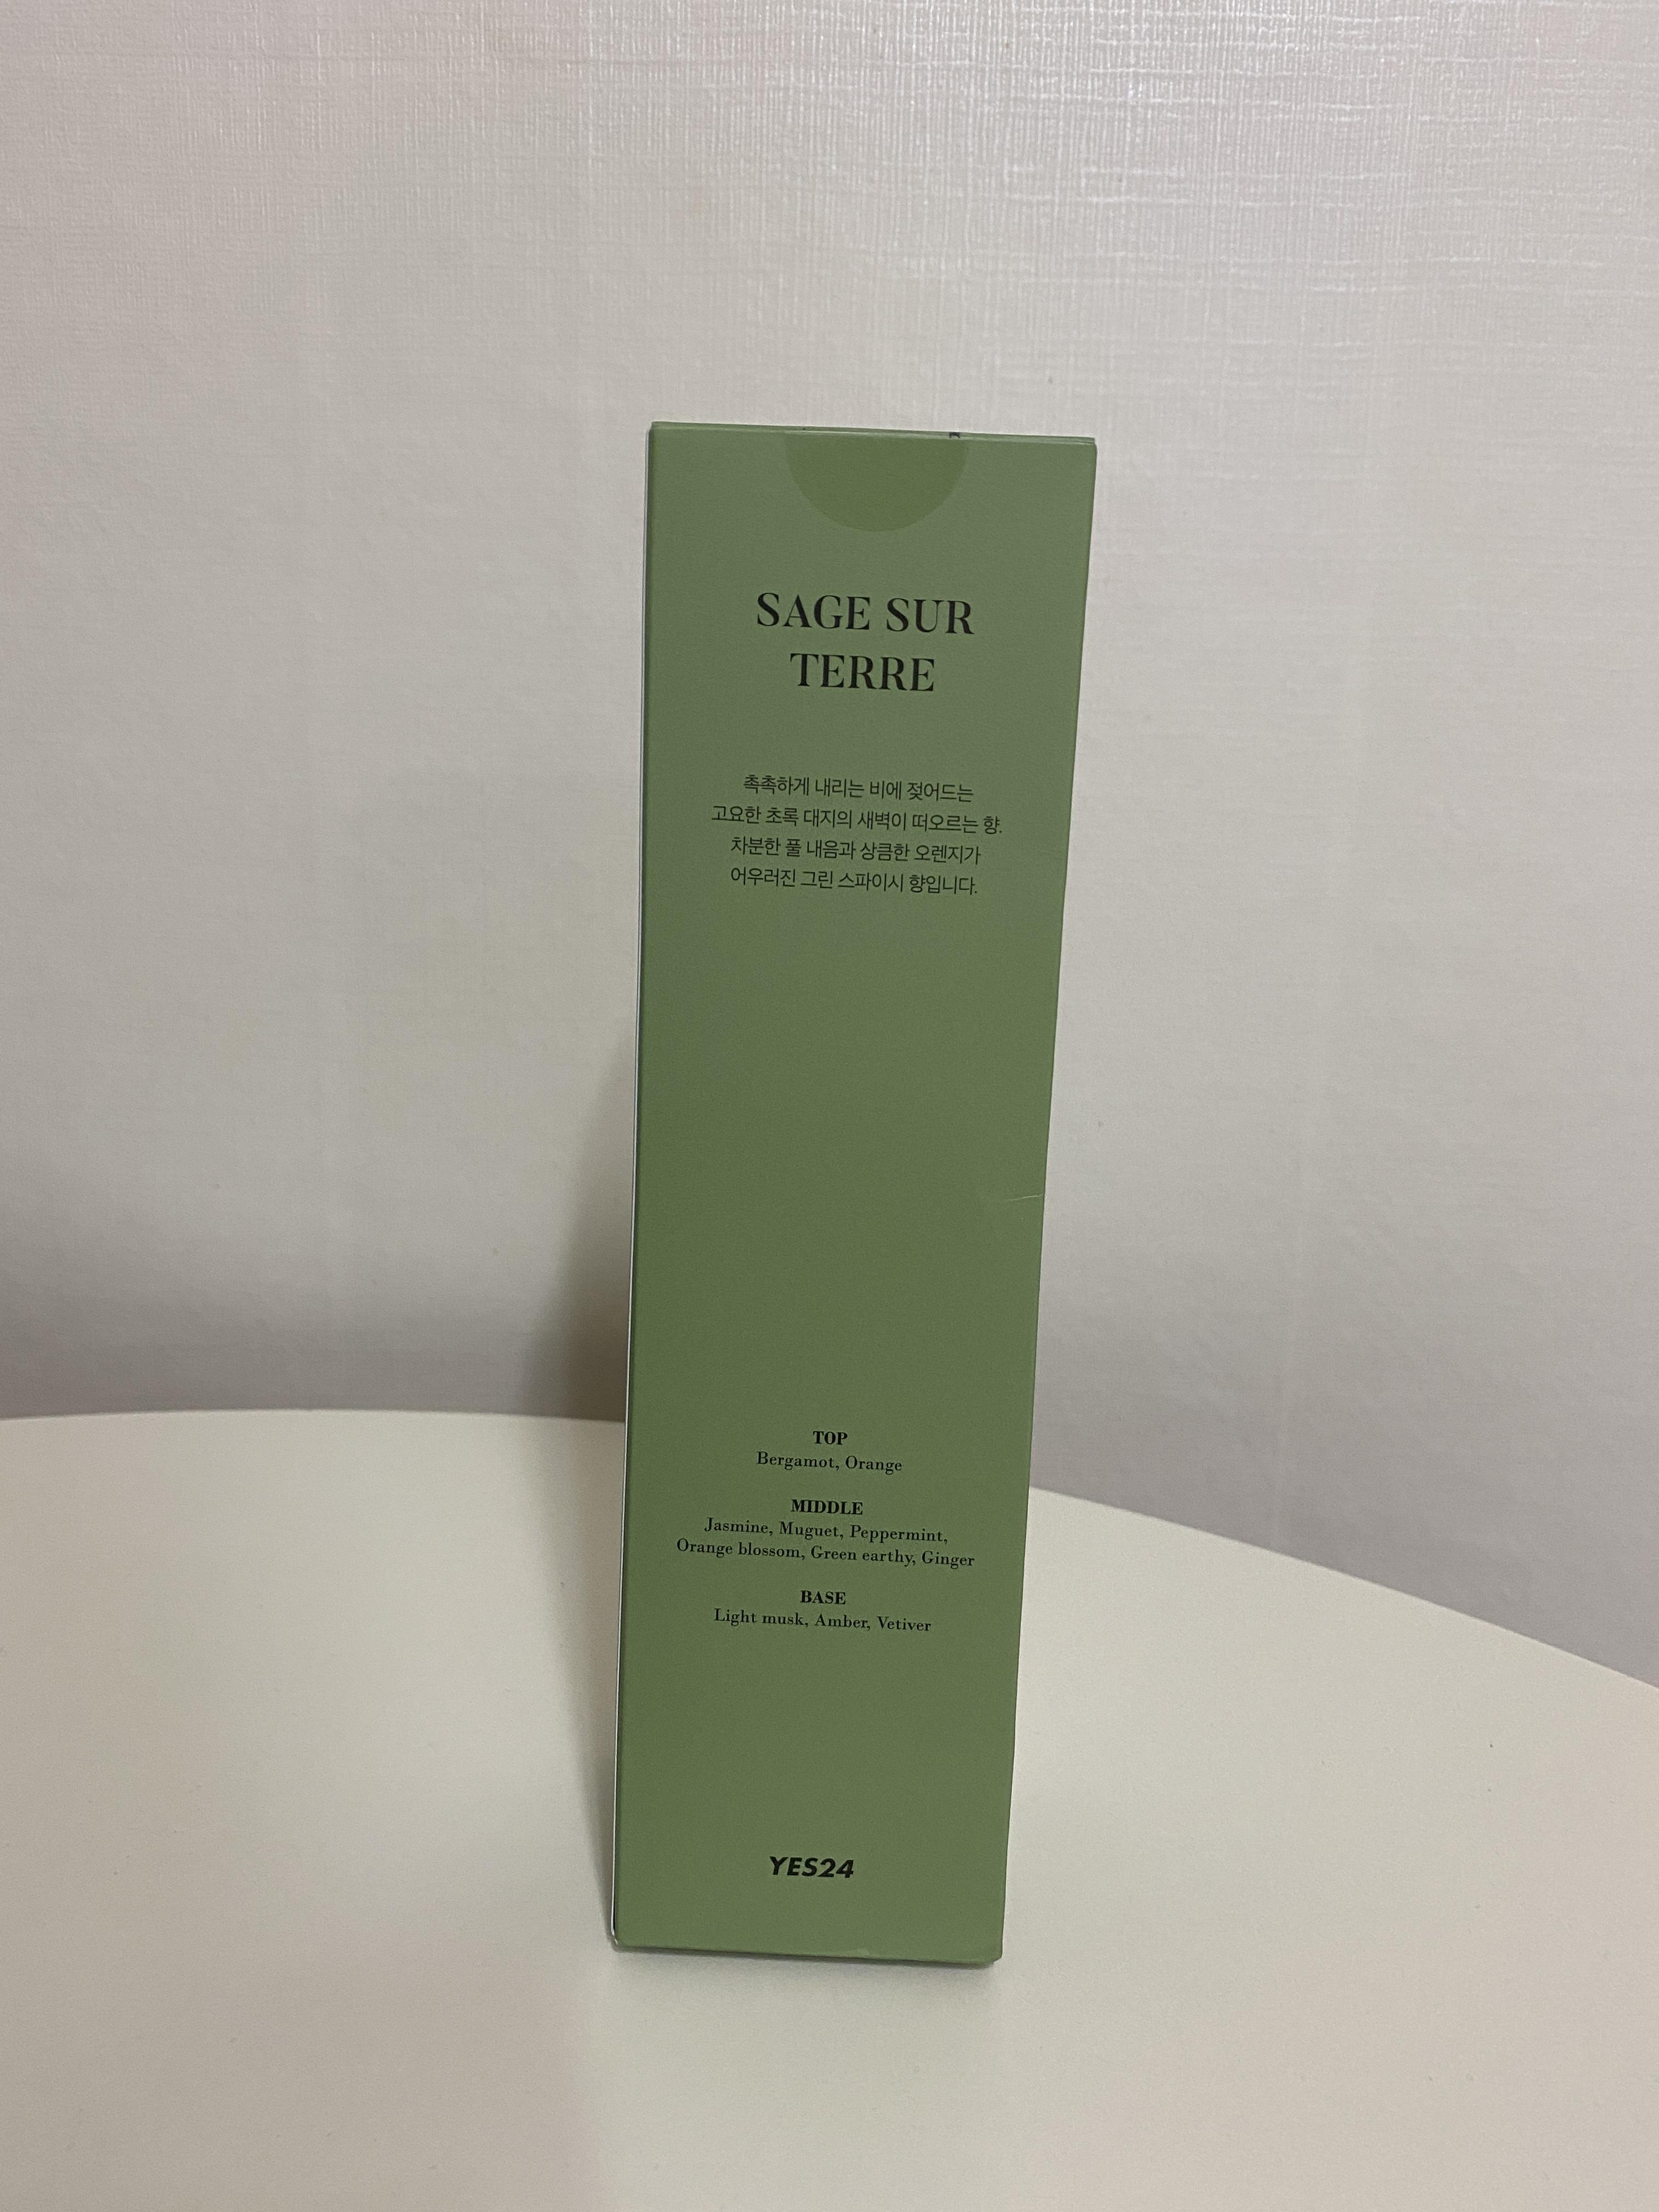 SAGE SUR
TERRE
촉촉하게 내리는 비에 젖어드는
고요한 초록 대지의 새벽이 떠오르는 향.
차분한 풀 내음과 상큼한 오렌지가
어우러진 그린 스파이시 향입니다.
TOP
Bergamot, Orange
MIDDLE
Jasmine, Muguet, Peppermint,
Orange blossom, Green earthy, Ginger
BASE
Light musk, Amber, Vetiver
YES24